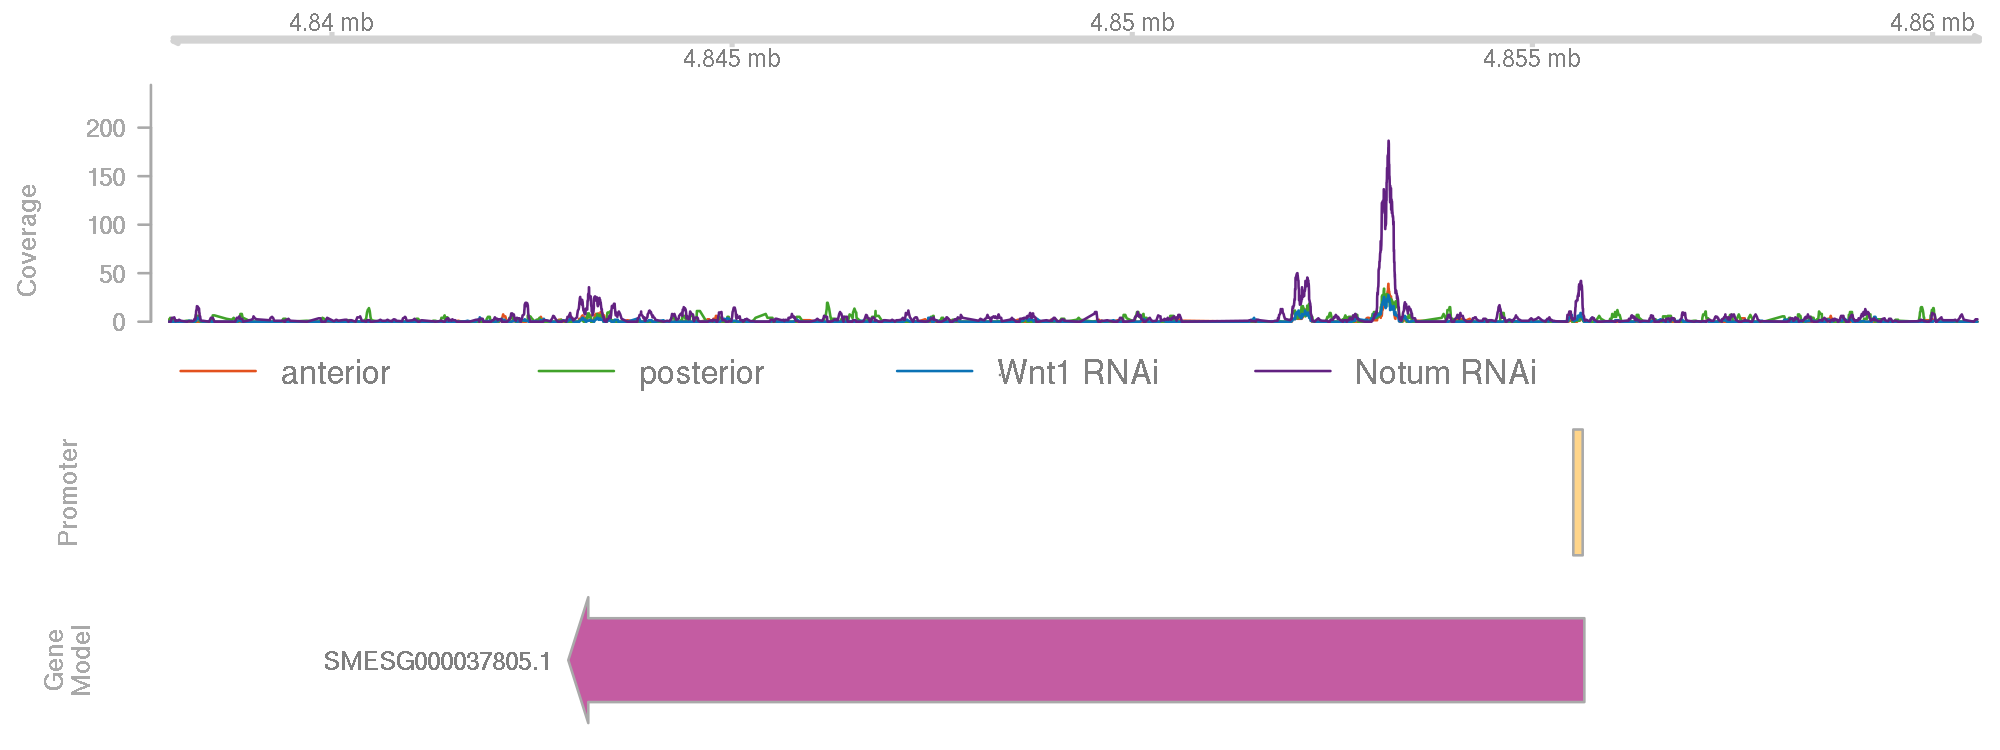 4.84 mb 4.85 mb 4.86 mb
4.845 mb 4.855 mb
Coverage
200
150
100
50
0
anterior posterior Wnt1 RNAi Notum RNAi
Promoter
Gene
Model
SMESG000037805.1